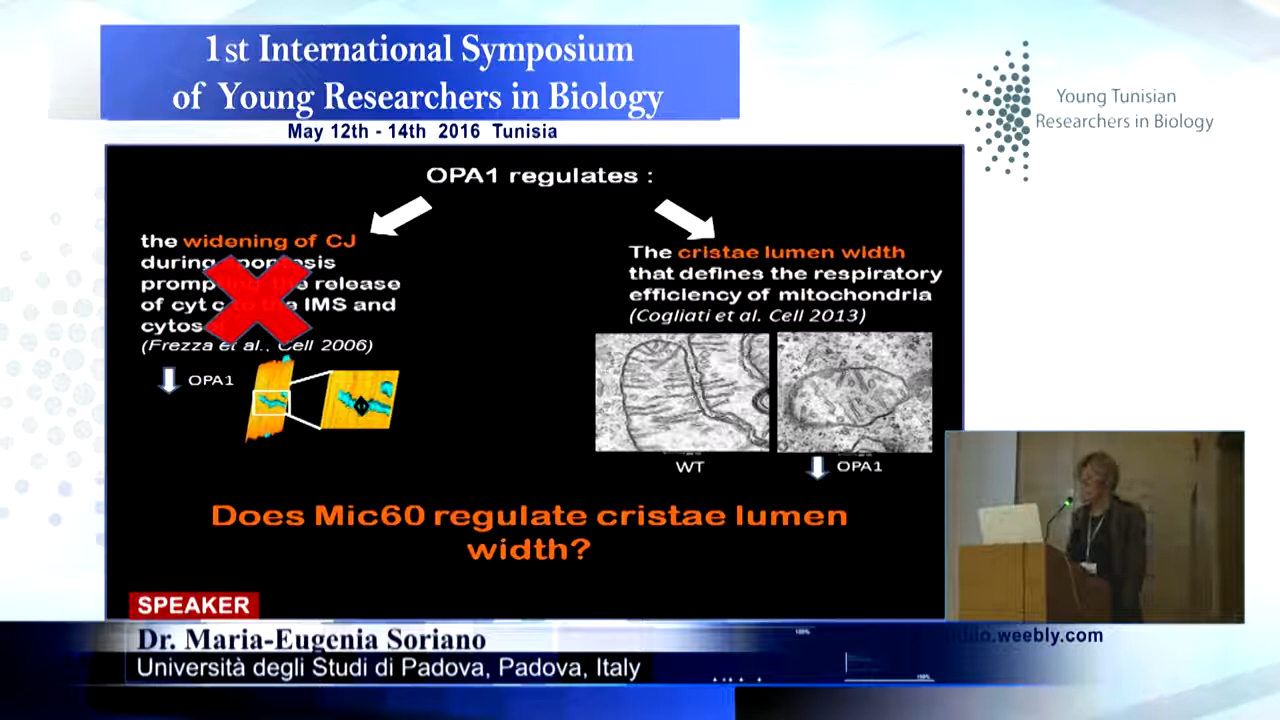 1st International Symposium
of Young Researchers in Biology
May 12th - 14th 2016 Tunisia
Young Tunisian
Researchers in Biology
OPA1 regulates :
the widening of CJ
during
the release
of cyt c to the IMS and
(Frezza et al., Cell 2006)
OPA1
The cristae lumen width
that defines the respiratory
efficiency of mitochondria
(Cogliati et al. Cell 2013)
WT
OPA1
Does Mic60 regulate cristae lumen
width?
SPEAKER
Dr. Maria-Eugenia Soriano
Università degli Studi di Padova, Padova, Italy
.weebly.com
100%
100%